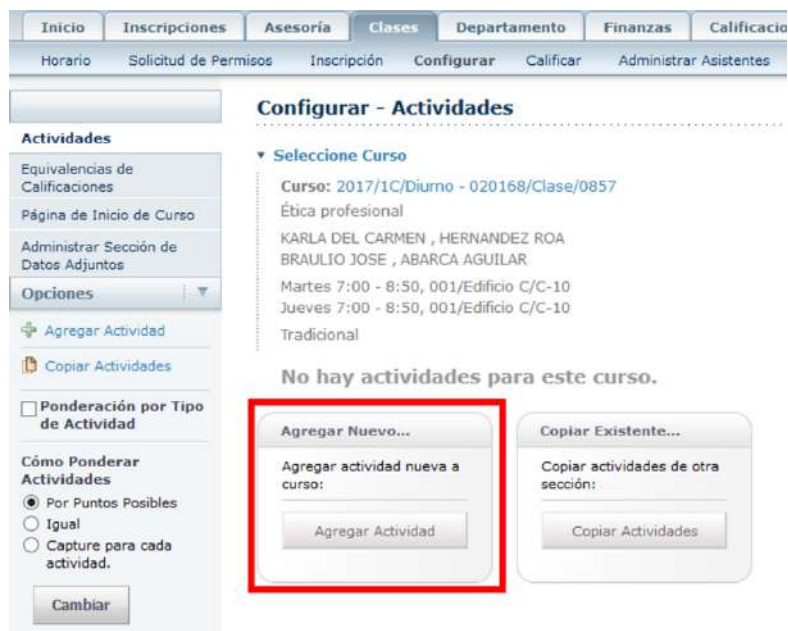 Inicio Inscripciones Asesoría Clases Departamento Finanzas Calificacio
Horario Solicitud de Permisos Inscripción Configurar Calificar Administrar Asistentes
Actividades
Equivalencias de
Calificaciones
Página de Inicio de Curso
Administrar Sección de
Datos Adjuntos
Opciones
Agregar Actividad
Copiar Actividades
Ponderación por Tipo
de Actividad
Cómo Ponderar
Actividades
Por Puntos Posibles
Igual
Capture para cada
actividad.
Cambiar
Configurar - Actividades
Seleccione Curso
Curso: 2017/1C/Diurno - 020168/Clase/0857
Ética profesional
KARLA DEL CARMEN , HERNANDEZ ROA
BRAULIO JOSE , ABARCA AGUILAR
Martes 7:00 - 8:50, 001/Edificio C/C-10
Jueves 7:00 - 8:50, 001/Edificio C/C-10
Tradicional
No hay actividades para este curso.
Agregar Nuevo...
Agregar actividad nueva a
curso:
Agregar Actividad
Copiar Existente...
Copiar actividades de otra
sección:
Copiar Actividades